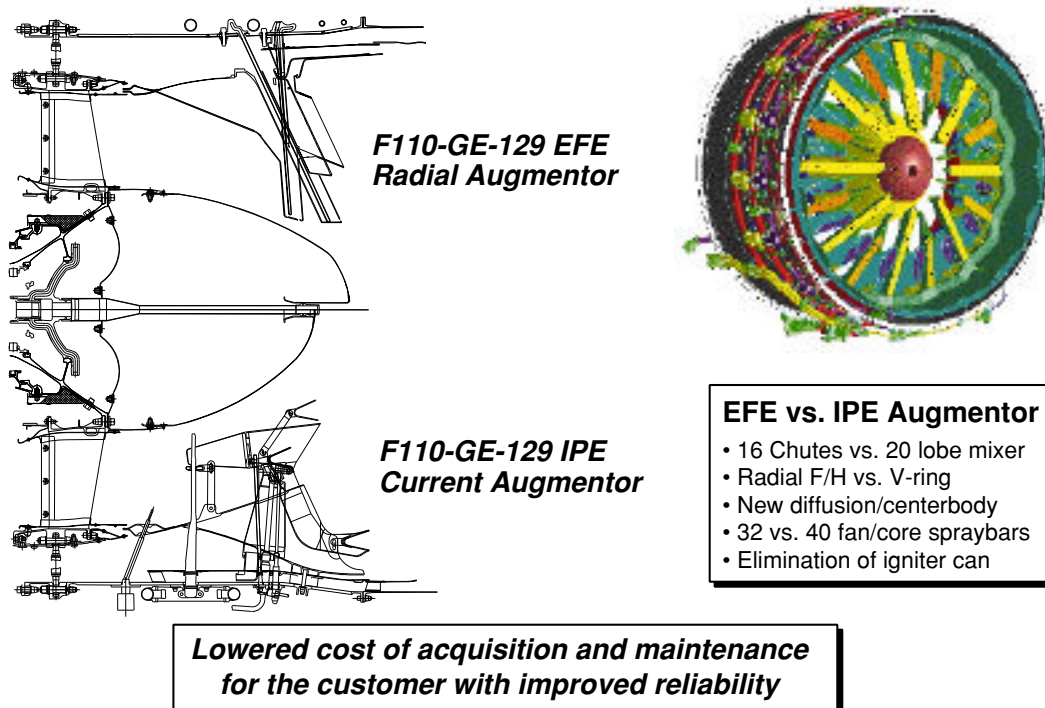 F110-GE-129 EFE
Radial Augmentor
F110-GE-129 IPE
Current Augmentor
EFE vs. IPE Augmentor
• 16 Chutes vs. 20 lobe mixer
• Radial F/H vs. V-ring
• New diffusion/centerbody
• 32 vs. 40 fan/core spraybars
• Elimination of igniter can
Lowered cost of acquisition and maintenance
for the customer with improved reliability